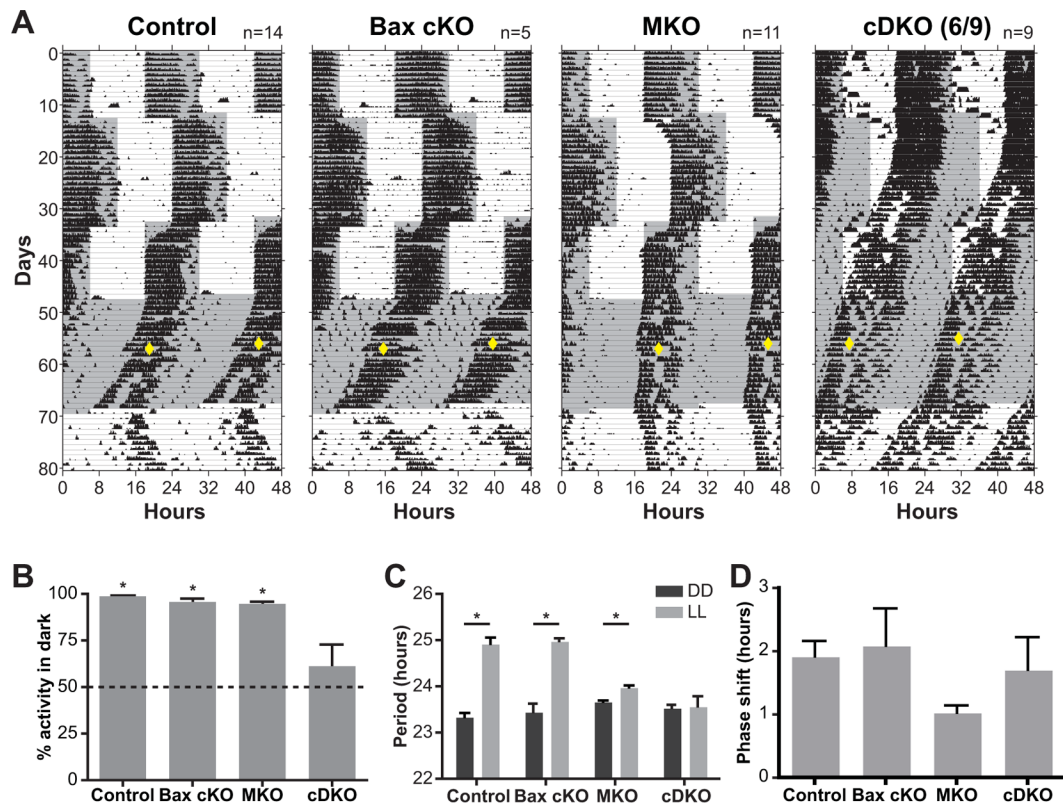 A
Control n=14
Bax cKO n=5
MKO n=11
cDKO (6/9) n=9
Days
0
10
20
30
40
50
60
70
80
0 8 16 24 32 40 48
0 8 16 24 32 40 48
0 8 16 24 32 40 48
0 8 16 24 32 40 48
Hours
Hours
Hours
Hours
B
% activity in dark
100
75
50
25
0
* * *
Control Bax cKO MKO cDKO
C
Period (hours)
26
25
24
23
22
DD
LL
* * *
Control Bax cKO MKO cDKO
D
Phase shift (hours)
3
2
1
0
Control Bax cKO MKO cDKO